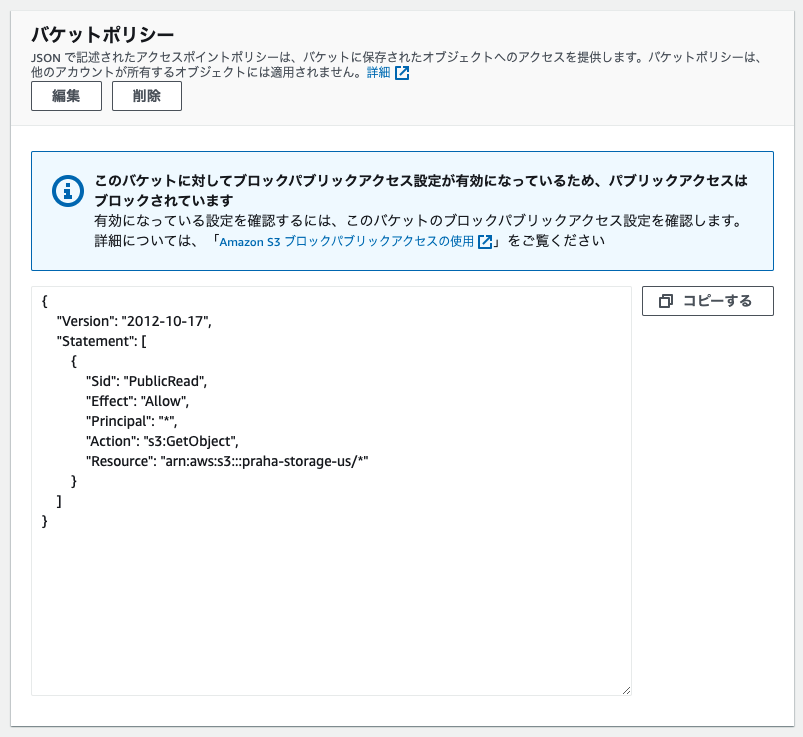 バケットポリシー
JSON で記述されたアクセスポイントポリシーは、バケットに保存されたオブジェクトへのアクセスを提供します。バケットポリシーは、
他のアカウントが所有するオブジェクトには適用されません。詳細
編集 削除
このバケットに対してブロックパブリックアクセス設定が有効になっているため、パブリックアクセスは
ブロックされています
有効になっている設定を確認するには、このバケットのブロックパブリックアクセス設定を確認します。
詳細については、「Amazon S3 ブロックパブリックアクセスの使用」をご覧ください
コピーする
{
    "Version": "2012-10-17",
    "Statement": [
        {
            "Sid": "PublicRead",
            "Effect": "Allow",
            "Principal": "*",
            "Action": "s3:GetObject",
            "Resource": "arn:aws:s3:::praha-storage-us/*"
        }
    ]
}